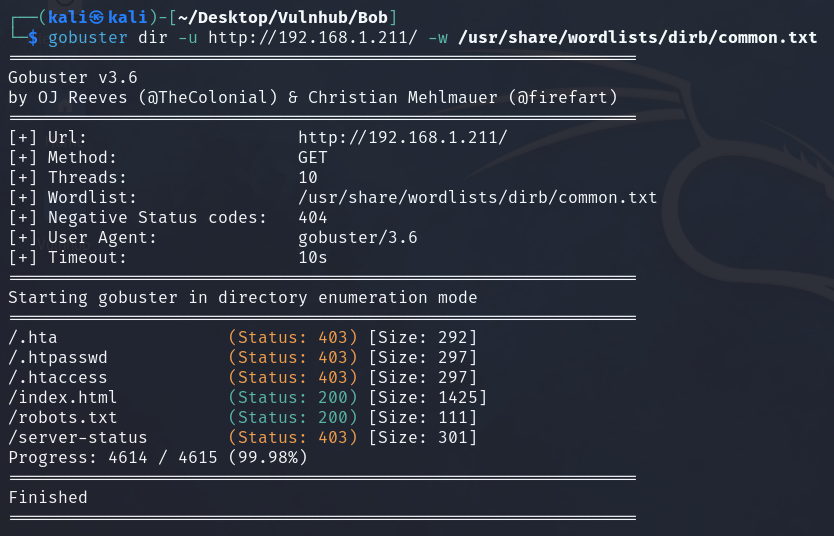 ┌──(kali㉿kali)-[~/Desktop/Vulnhub/Bob]
└─$ gobuster dir -u http://192.168.1.211/ -w /usr/share/wordlists/dirb/common.txt
===============================================================
Gobuster v3.6
by OJ Reeves (@TheColonial) & Christian Mehlmauer (@firefart)
===============================================================
[+] Url:                     http://192.168.1.211/
[+] Method:                  GET
[+] Threads:                 10
[+] Wordlist:                /usr/share/wordlists/dirb/common.txt
[+] Negative Status codes:   404
[+] User Agent:              gobuster/3.6
[+] Timeout:                 10s
===============================================================
Starting gobuster in directory enumeration mode
===============================================================
/.hta                 (Status: 403) [Size: 292]
/.htpasswd            (Status: 403) [Size: 297]
/.htaccess            (Status: 403) [Size: 297]
/index.html           (Status: 200) [Size: 1425]
/robots.txt           (Status: 200) [Size: 111]
/server-status        (Status: 403) [Size: 301]
Progress: 4614 / 4615 (99.98%)
===============================================================
Finished
===============================================================